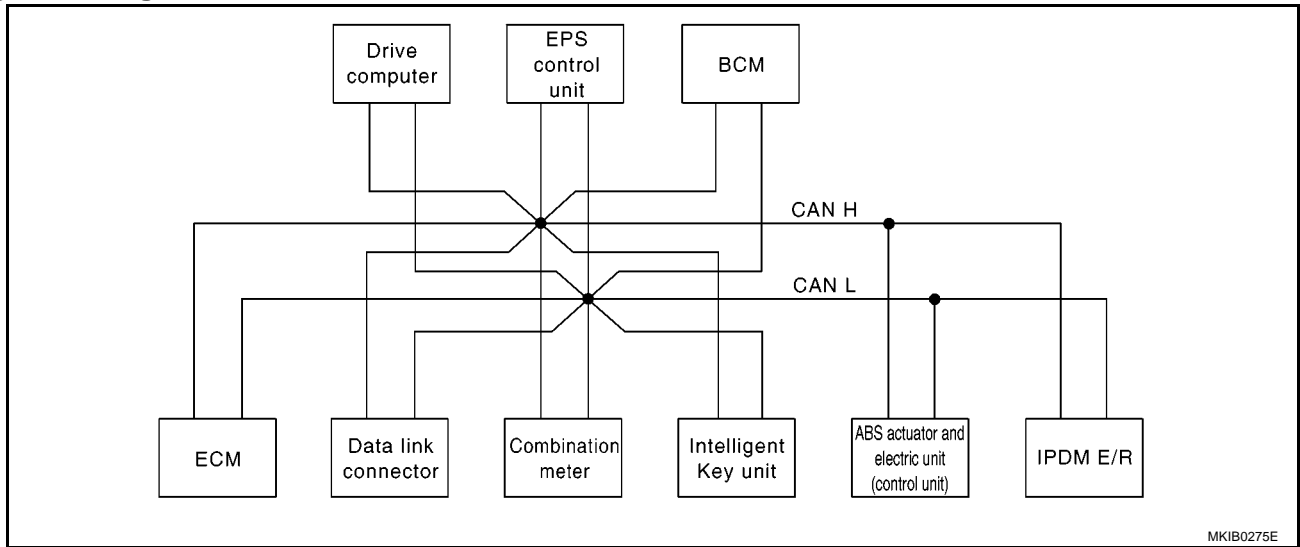 Drive
computer
EPS
control
unit
BCM
CAN H
CAN L
ECM
Data link
connector
Combination
meter
Intelligent
Key unit
ABS actuator and
electric unit
(control unit)
IPDM E/R
MKIB0275E